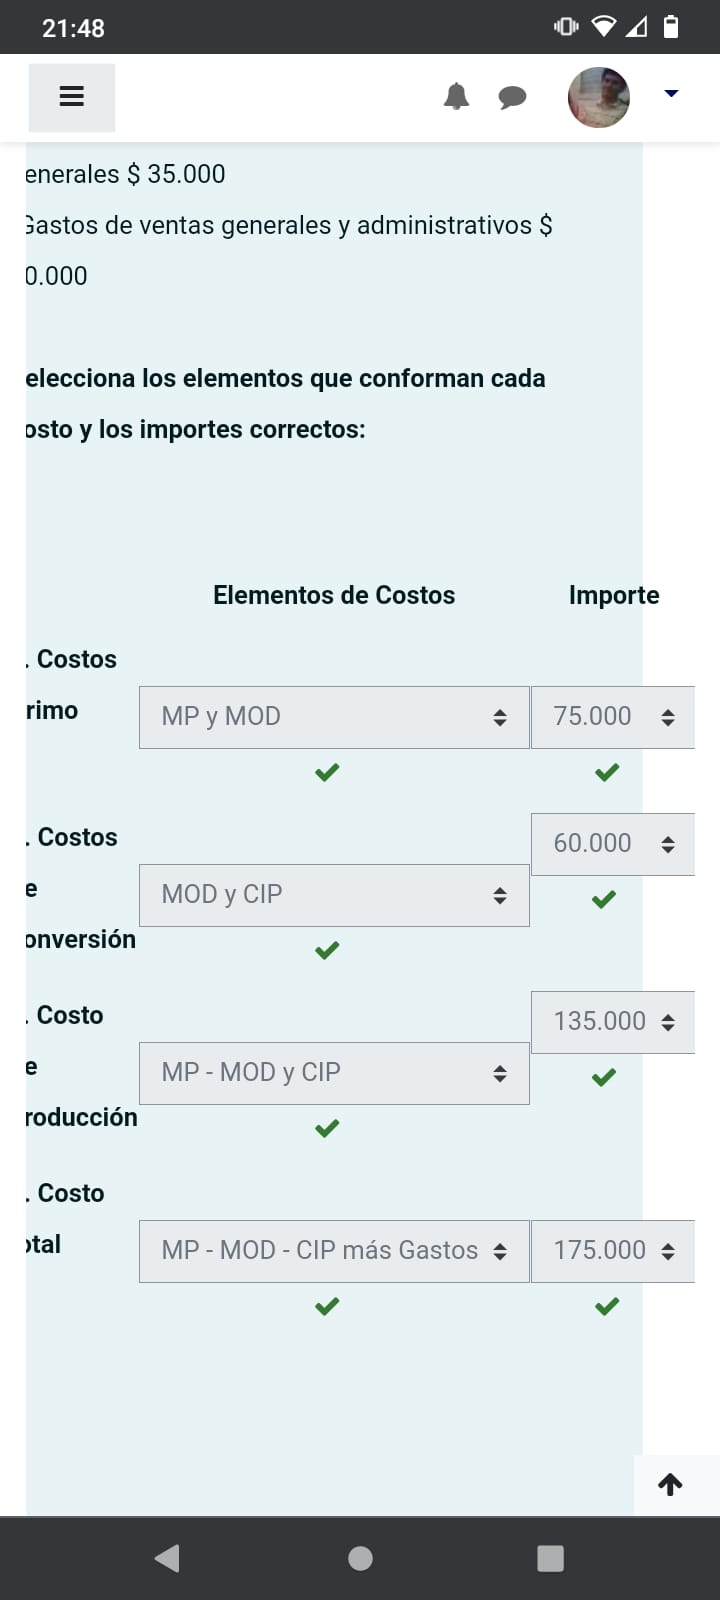 21:48
enerales $ 35.000
Gastos de ventas generales y administrativos $
0.000
elecciona los elementos que conforman cada
osto y los importes correctos:
Elementos de Costos Importe
. Costos
rimo MP y MOD 75.000
. Costos 60.000
e MOD y CIP
onversión
. Costo 135.000
e MP - MOD y CIP
roducción
. Costo
otal MP - MOD - CIP más Gastos 175.000